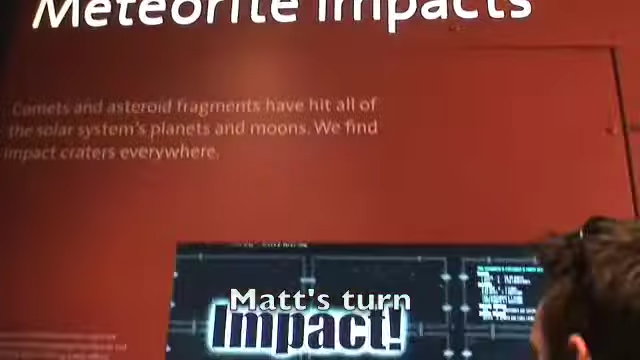 Meteorite Impacts
Comets and asteroid fragments have hit all of
the solar system's planets and moons. We find
impact craters everywhere.
Matt's turn
Impact!